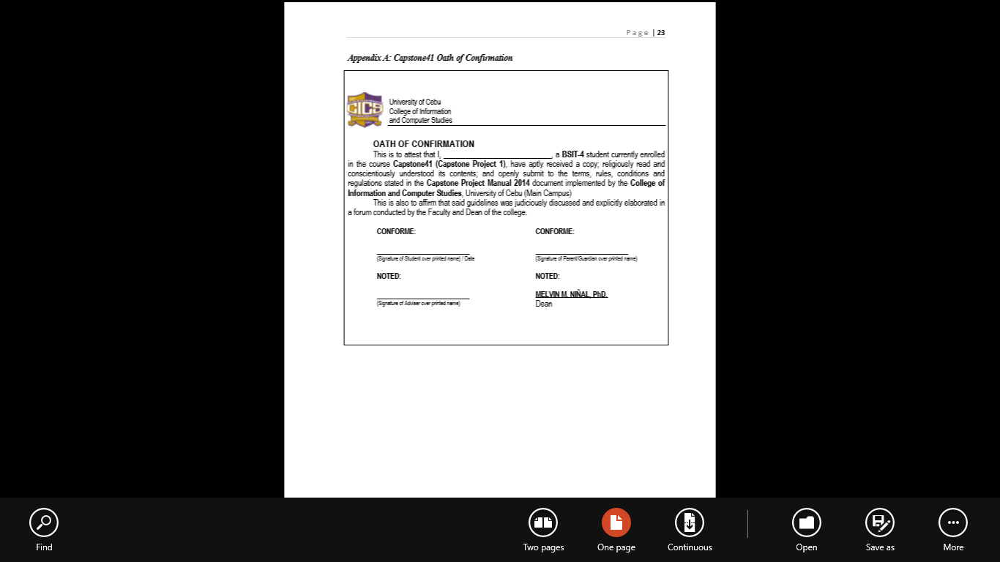 Page | 23
Appendix A: Capstone41 Oath of Confirmation
CICS
University of Cebu
College of Information
and Computer Studies
OATH OF CONFIRMATION
This is to attest that I, ___________________________, a BSIT-4 student currently enrolled
in the course Capstone41 (Capstone Project 1), have aptly received a copy; religiously read and
conscientiously understood its contents; and openly submit to the terms, rules, conditions and
regulations stated in the Capstone Project Manual 2014 document implemented by the College of
Information and Computer Studies, University of Cebu (Main Campus)
This is also to affirm that said guidelines was judiciously discussed and explicitly elaborated in
a forum conducted by the Faculty and Dean of the college.
CONFORME: CONFORME:
(Signature of Student over printed name) / Date (Signature of Parent/Guardian over printed name)
NOTED: NOTED:
MELVIN M. NIÑAL, PhD.
(Signature of Adviser over printed name) Dean
Find Two pages One page Continuous Open Save as More